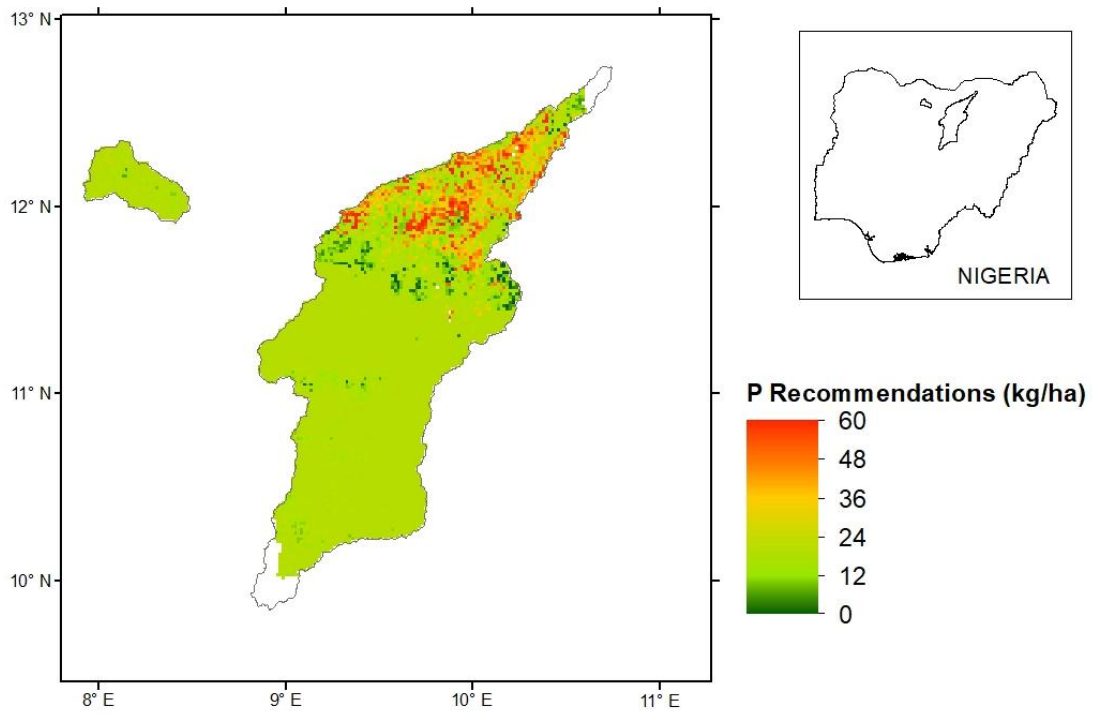 13° N
12° N
11° N
10° N
8° E
9° E
10° E
11° E
NIGERIA
P Recommendations (kg/ha)
60
48
36
24
12
0